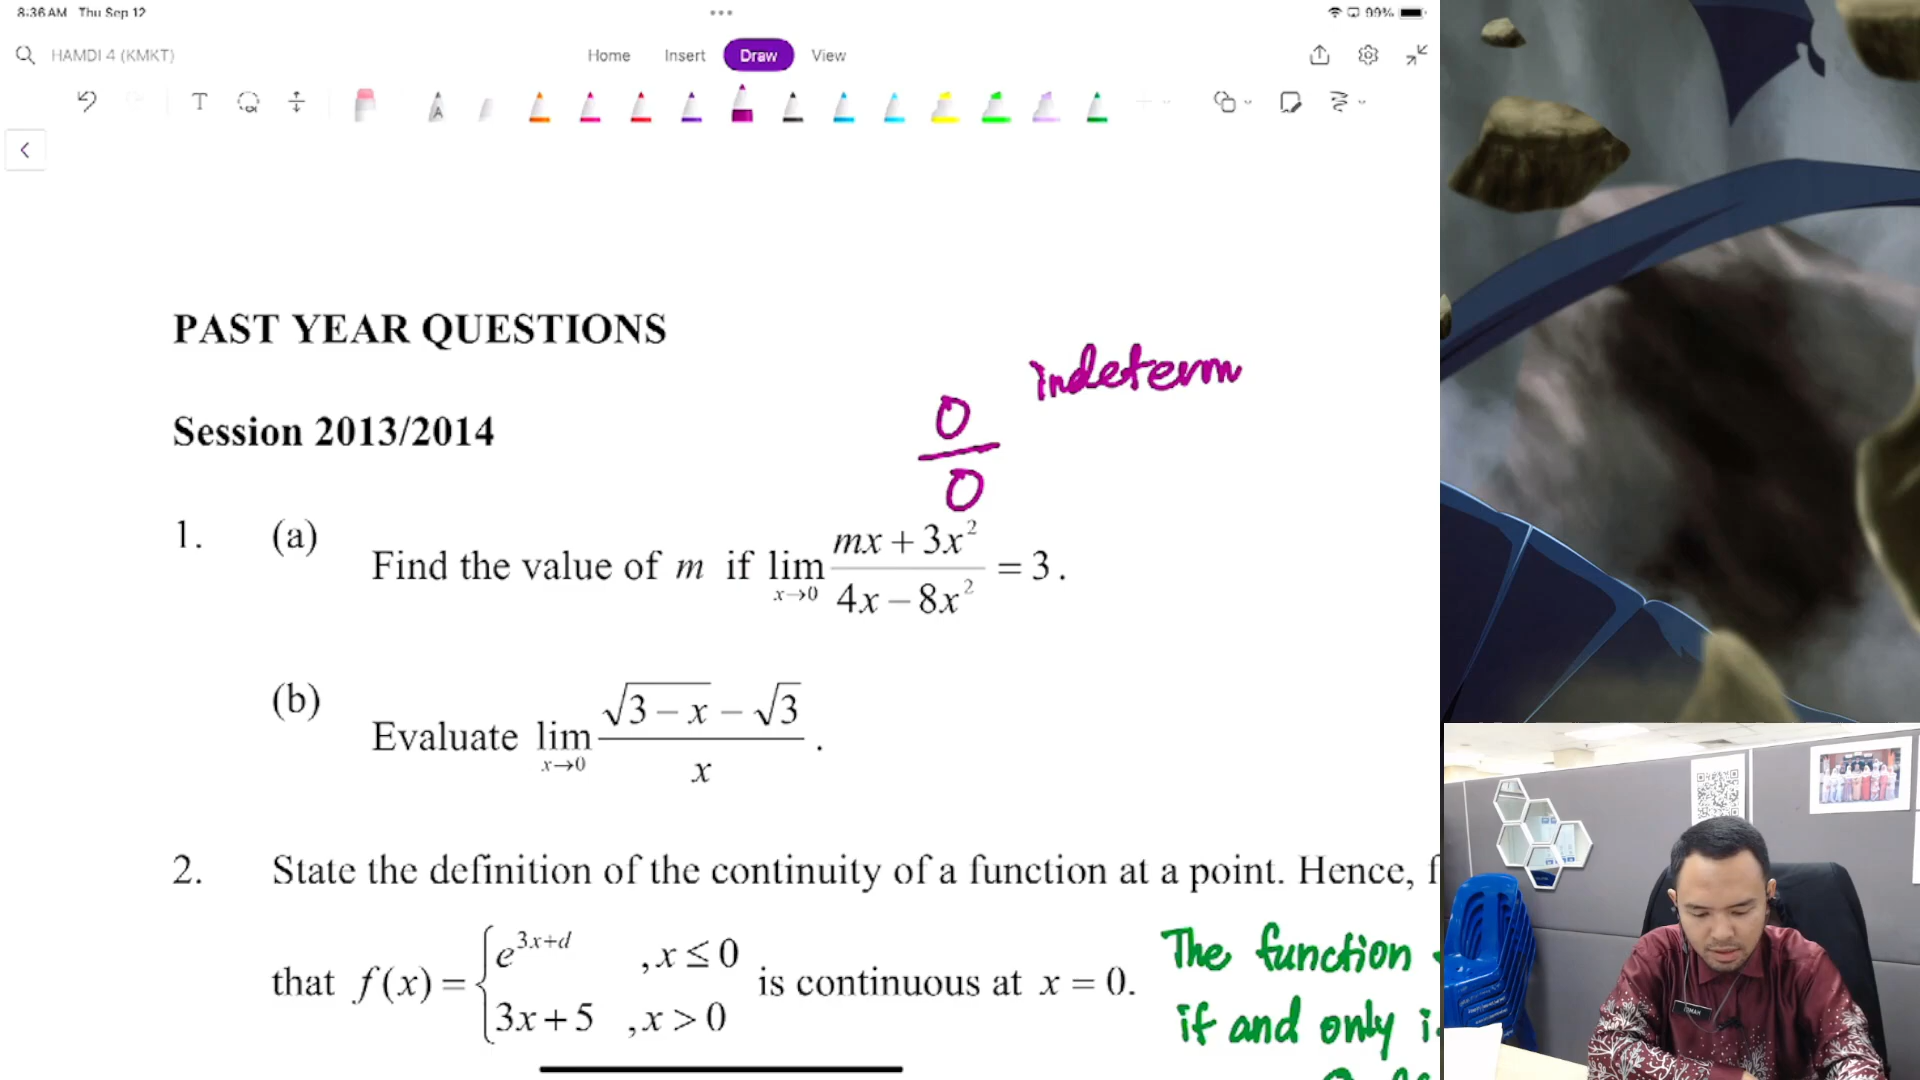 8:36 AM Thu Sep 12
99%
HAMDI 4 (KMKT)
Home Insert Draw View
T
A
PAST YEAR QUESTIONS
indeterm
Session 2013/2014
0/0
1. (a) Find the value of m if lim x→0 (mx + 3x²)/(4x − 8x²) = 3.
(b) Evaluate lim x→0 (√(3 − x) − √3)/x.
2. State the definition of the continuity of a function at a point. Hence, f
that f(x) = { e^(3x+d) , x ≤ 0
3x + 5 , x > 0 is continuous at x = 0.
The function
if and only i